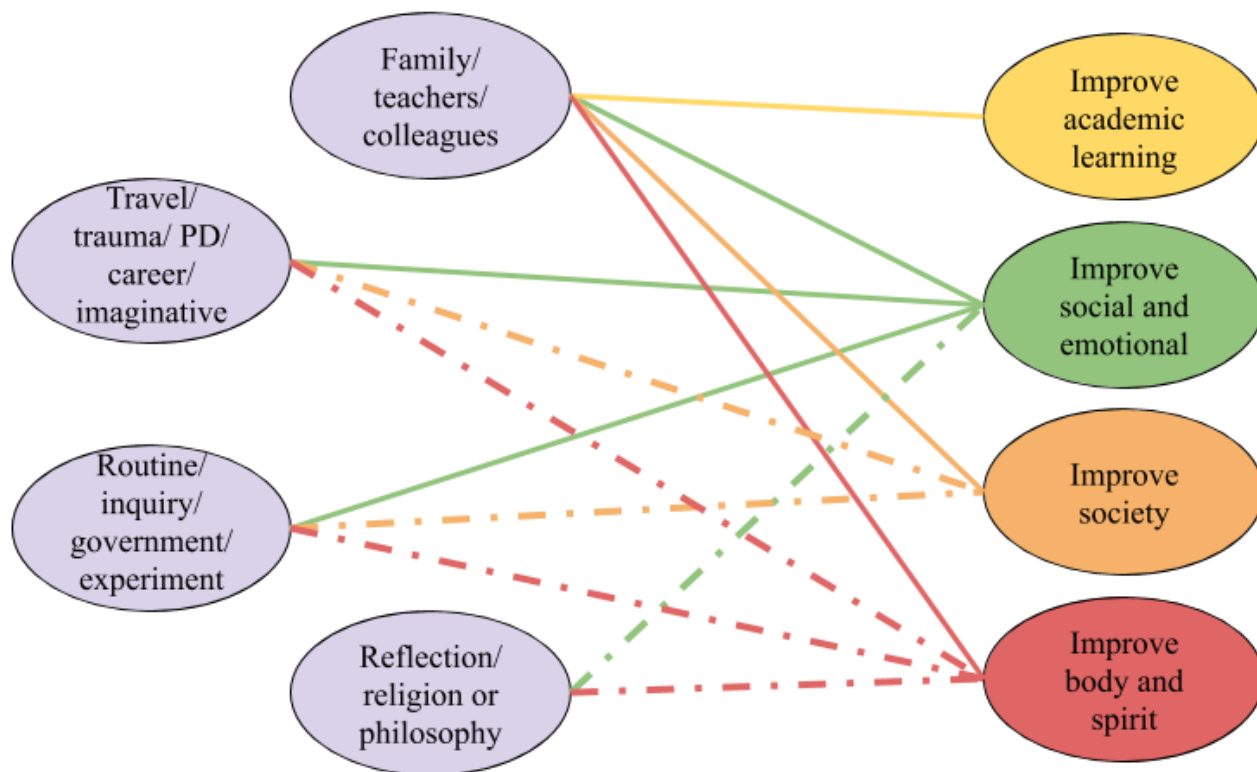 Family/
teachers/
colleagues
Improve
academic
learning
Travel/
trauma/ PD/
career/
imaginative
Improve
social and
emotional
Routine/
inquiry/
government/
experiment
Improve
society
Reflection/
religion or
philosophy
Improve
body and
spirit